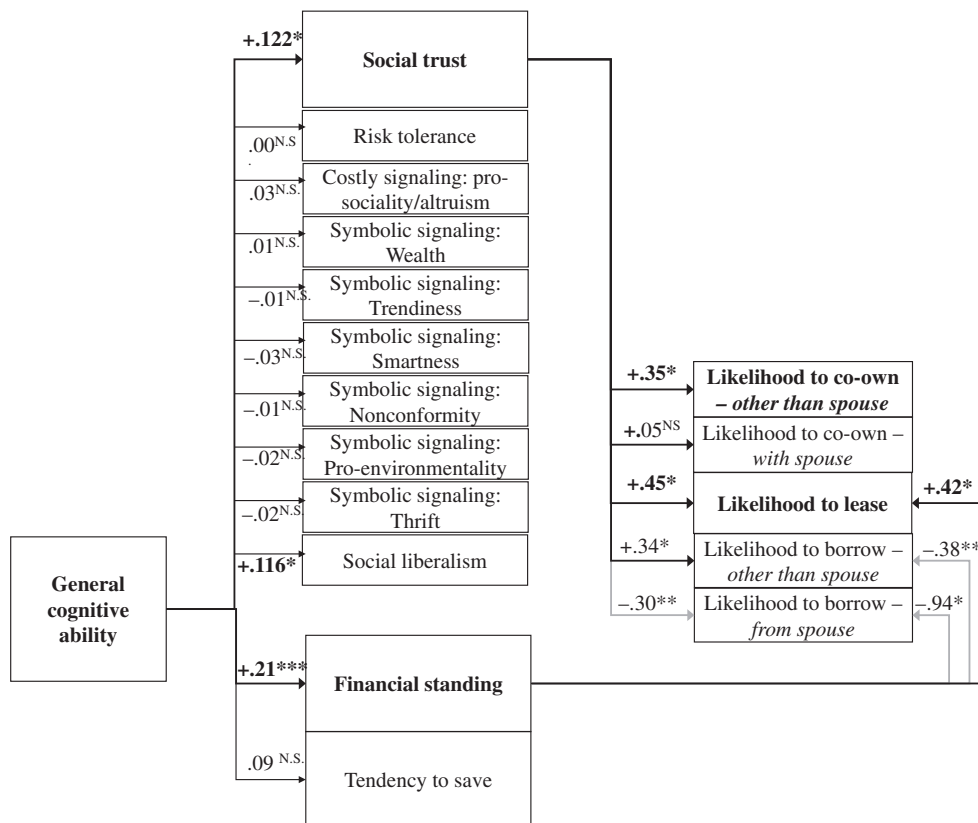 +.122*
Social trust
.00N.S
.
Risk tolerance
.03N.S.
Costly signaling: pro-
sociality/altruism
.01N.S.
Symbolic signaling:
Wealth
–.01N.S.
Symbolic signaling:
Trendiness
–.03N.S.
Symbolic signaling:
Smartness
–.01N.S.
Symbolic signaling:
Nonconformity
–.02N.S.
Symbolic signaling:
Pro-environmentality
–.02N.S.
Symbolic signaling:
Thrift
+.116*
Social liberalism
General
cognitive
ability
+.21***
Financial standing
.09 N.S.
Tendency to save
+.35*
Likelihood to co-own
– other than spouse
+.05NS
Likelihood to co-own –
with spouse
+.45*
Likelihood to lease
+.42*
+.34*
Likelihood to borrow –
other than spouse
–.38**
–.30**
Likelihood to borrow –
from spouse
–.94*